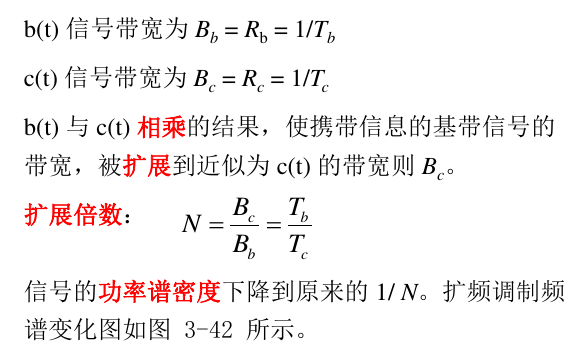 b(t) 信号带宽为 B_b = R_b = 1/T_b
c(t) 信号带宽为 B_c = R_c = 1/T_c
b(t) 与 c(t) 相乘的结果，使携带信息的基带信号的
带宽，被扩展到近似为 c(t) 的带宽则 B_c。
扩展倍数： N = B_c/B_b = T_b/T_c
信号的功率谱密度下降到原来的 1/ N。扩频调制频
谱变化图如图 3-42 所示。